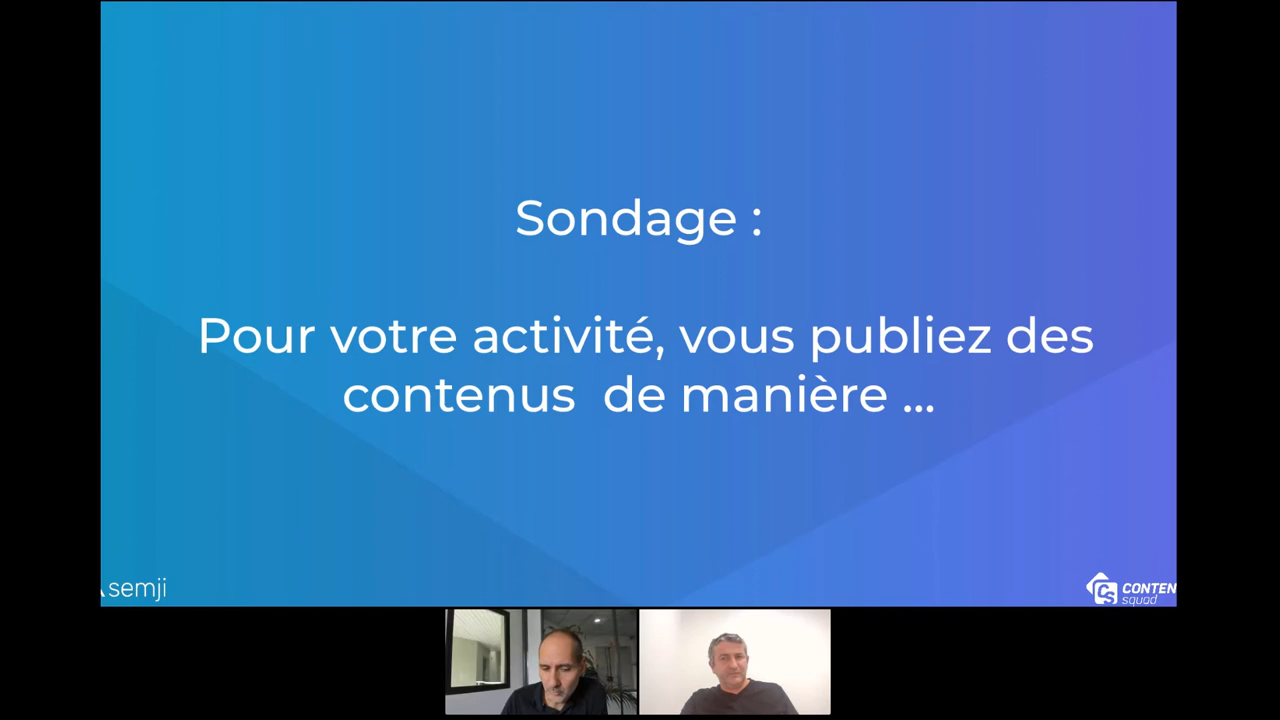 Sondage :
Pour votre activité, vous publiez des
contenus  de manière ...
semji
CONTEN
squad